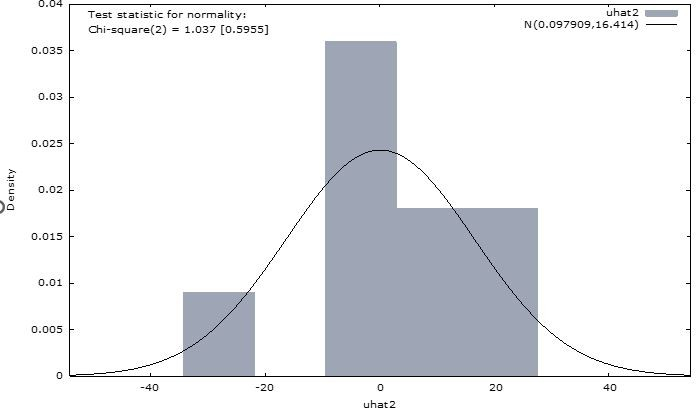 Test statistic for normality:
Chi-square(2) = 1.037 [0.5955]
uhat2
N(0.097909,16.414)
0.04
0.035
0.03
0.025
0.02
0.015
0.01
0.005
0
Density
-40
-20
0
20
40
uhat2